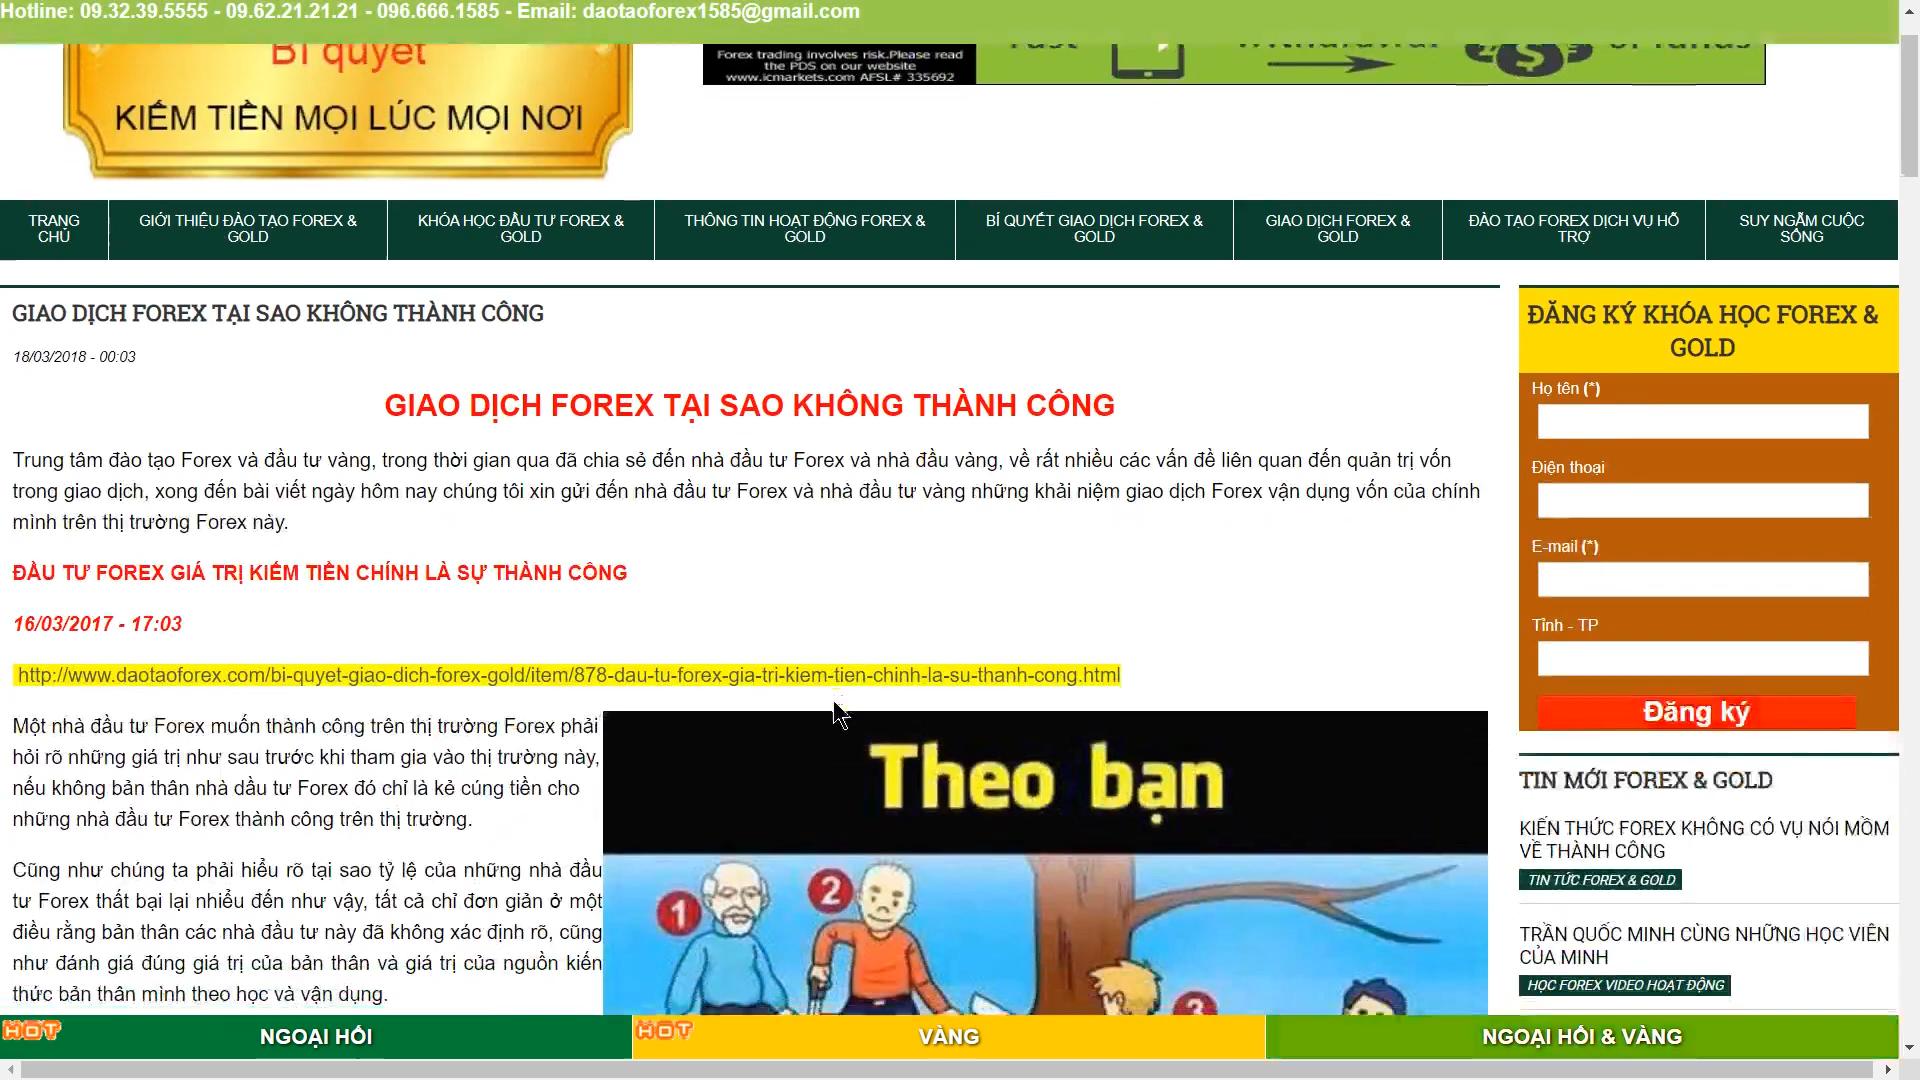 Hotline: 09.32.39.5555 - 09.62.21.21.21 - 096.666.1585 - Email: daotaoforex1585@gmail.com
Bí quyết
KIẾM TIỀN MỌI LÚC MỌI NƠI
Forex trading involves risk.Please read
the PDS on our website
www.icmarkets.com AFSL# 335692
TRANG
CHỦ
GIỚI THIỆU ĐÀO TẠO FOREX &
GOLD
KHÓA HỌC ĐẦU TƯ FOREX &
GOLD
THÔNG TIN HOẠT ĐỘNG FOREX &
GOLD
BÍ QUYẾT GIAO DỊCH FOREX &
GOLD
GIAO DỊCH FOREX &
GOLD
ĐÀO TẠO FOREX DỊCH VỤ HỖ
TRỢ
SUY NGẪM CUỘC
SỐNG
GIAO DỊCH FOREX TẠI SAO KHÔNG THÀNH CÔNG
18/03/2018 - 00:03
GIAO DỊCH FOREX TẠI SAO KHÔNG THÀNH CÔNG
Trung tâm đào tạo Forex và đầu tư vàng, trong thời gian qua đã chia sẻ đến nhà đầu tư Forex và nhà đầu vàng, về rất nhiều các vấn đề liên quan đến quản trị vốn
trong giao dịch, xong đến bài viết ngày hôm nay chúng tôi xin gửi đến nhà đầu tư Forex và nhà đầu tư vàng những khải niệm giao dịch Forex vận dụng vốn của chính
mình trên thị trường Forex này.
ĐẦU TƯ FOREX GIÁ TRỊ KIẾM TIỀN CHÍNH LÀ SỰ THÀNH CÔNG
16/03/2017 - 17:03
http://www.daotaoforex.com/bi-quyet-giao-dich-forex-gold/item/878-dau-tu-forex-gia-tri-kiem-tien-chinh-la-su-thanh-cong.html
Một nhà đầu tư Forex muốn thành công trên thị trường Forex phải
hỏi rõ những giá trị như sau trước khi tham gia vào thị trường này,
nếu không bản thân nhà dầu tư Forex đó chỉ là kẻ cúng tiền cho
những nhà đầu tư Forex thành công trên thị trường.
Cũng như chúng ta phải hiểu rõ tại sao tỷ lệ của những nhà đầu
tư Forex thất bại lại nhiểu đến như vậy, tất cả chỉ đơn giản ở một
điều rằng bản thân các nhà đầu tư này đã không xác định rõ, cũng
như đánh giá đúng giá trị của bản thân và giá trị của nguồn kiến
thức bản thân mình theo học và vận dụng.
Theo bạn
1
2
3
ĐĂNG KÝ KHÓA HỌC FOREX &
GOLD
Họ tên (*)
Điện thoại
E-mail (*)
Tỉnh - TP
Đăng ký
TIN MỚI FOREX & GOLD
KIẾN THỨC FOREX KHÔNG CÓ VỤ NÓI MỒM
VỀ THÀNH CÔNG
TIN TỨC FOREX & GOLD
TRẦN QUỐC MINH CÙNG NHỮNG HỌC VIÊN
CỦA MINH
HỌC FOREX VIDEO HOẠT ĐỘNG
HOT
NGOẠI HỐI
HOT
VÀNG
NGOẠI HỐI & VÀNG